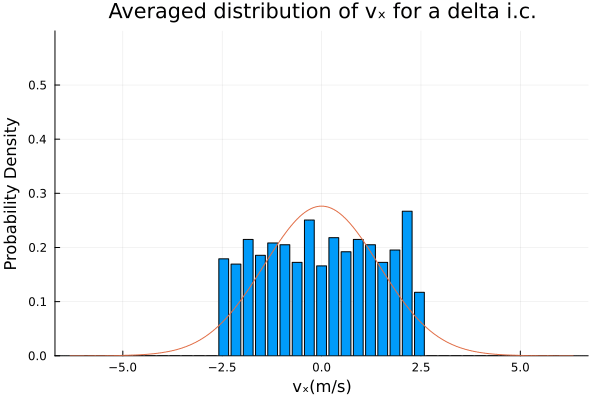 Averaged distribution of vₓ for a delta i.c.
Probability Density
0.5
0.4
0.3
0.2
0.1
0.0
−5.0 −2.5 0.0 2.5 5.0
vₓ(m/s)